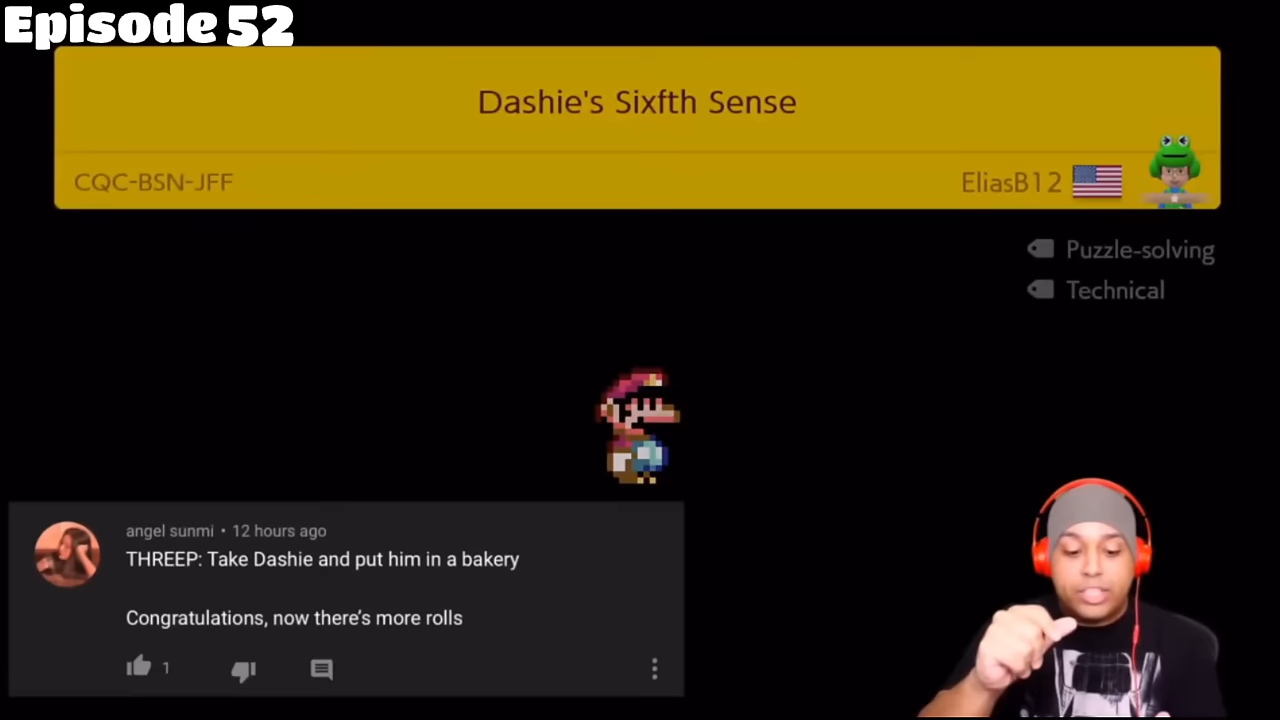 Episode 52
Dashie's Sixfth Sense
CQC-BSN-JFF
EliasB12
Puzzle-solving
Technical
angel sunmi • 12 hours ago
THREEP: Take Dashie and put him in a bakery
Congratulations, now there's more rolls
1